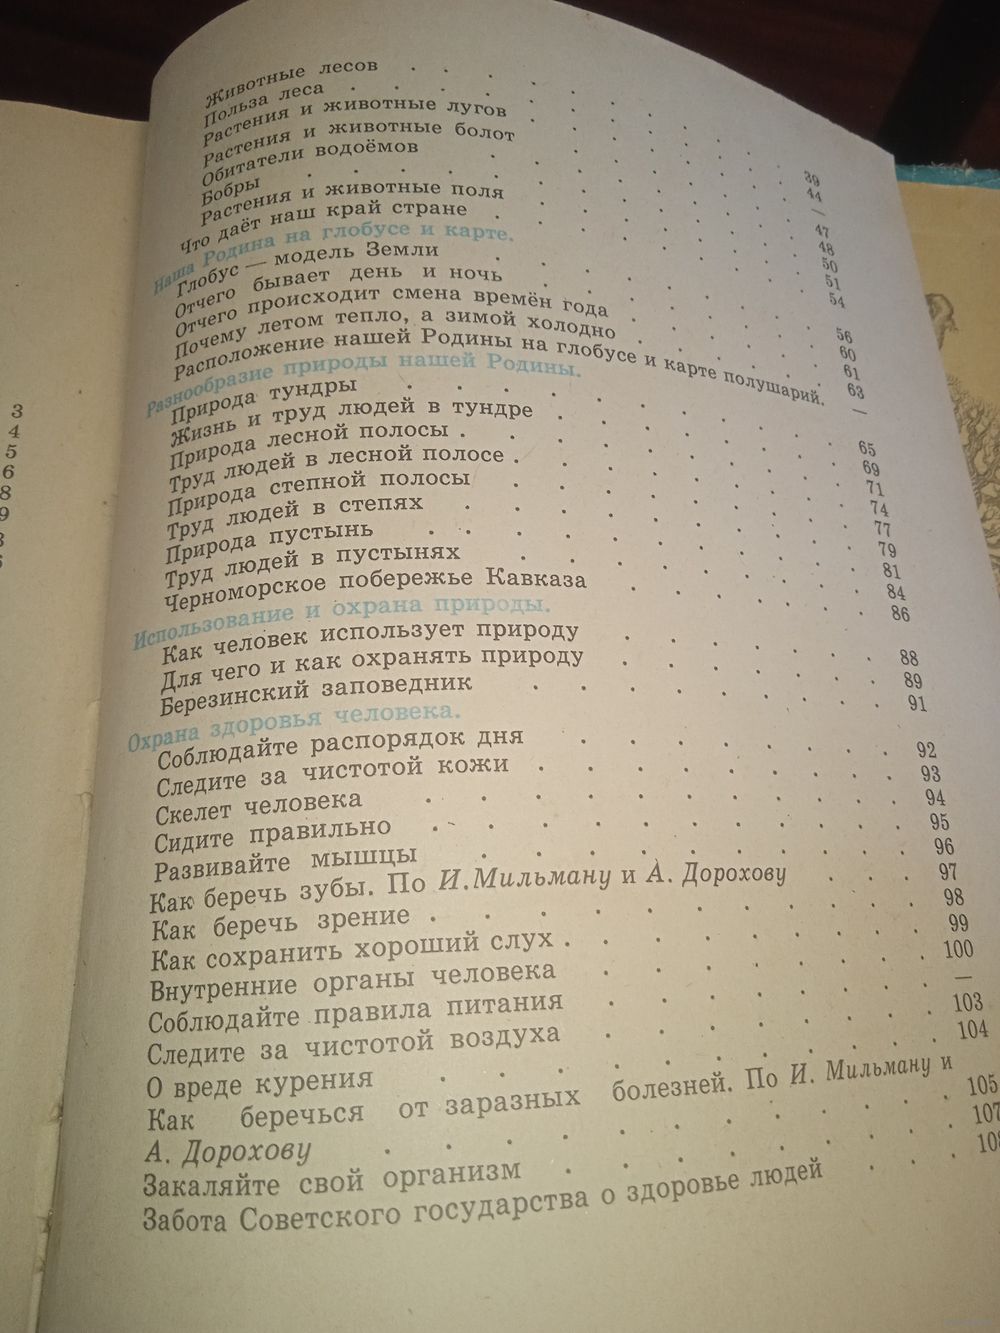 Животные лесов . . . . . . . . . 39
Польза леса . . . . . . . . . . 44
Растения и животные лугов . . . . . . —
Растения и животные болот . . . . . . 47
Обитатели водоёмов . . . . . . . 48
Бобры . . . . . . . . . . 50
Растения и животные поля . . . . . . 51
Что даёт наш край стране . . . . . . 54
Наша Родина на глобусе и карте.
Глобус — модель Земли . . . . . . 56
Отчего бывает день и ночь . . . . . . 60
Отчего происходит смена времён года . . . . 61
Почему летом тепло, а зимой холодно . . . . 63
Расположение нашей Родины на глобусе и карте полушарий. —
Разнообразие природы нашей Родины.
Природа тундры . . . . . . . . 65
Жизнь и труд людей в тундре . . . . . . 69
Природа лесной полосы . . . . . . . 71
Труд людей в лесной полосе . . . . . . 74
Природа степной полосы . . . . . . 77
Труд людей в степях . . . . . . . 79
Природа пустынь . . . . . . . . 81
Труд людей в пустынях . . . . . . 84
Черноморское побережье Кавказа . . . . . 86
Использование и охрана природы.
Как человек использует природу . . . . . 88
Для чего и как охранять природу . . . . . 89
Березинский заповедник . . . . . . 91
Охрана здоровья человека.
Соблюдайте распорядок дня . . . . . . 92
Следите за чистотой кожи . . . . . . 93
Скелет человека . . . . . . . . 94
Сидите правильно . . . . . . . . 95
Развивайте мышцы . . . . . . . 96
Как беречь зубы. По И. Мильману и А. Дорохову . . . 97
Как беречь зрение . . . . . . . . 98
Как сохранить хороший слух . . . . . . 99
Внутренние органы человека . . . . . . 100
Соблюдайте правила питания . . . . . . —
Следите за чистотой воздуха . . . . . . 103
О вреде курения . . . . . . . . 104
Как беречься от заразных болезней. По И. Мильману и
А. Дорохову . . . . . . . . . 105
Закаляйте свой организм . . . . . . . 107
Забота Советского государства о здоровье людей . . . 108
3
4
5
6
8
9